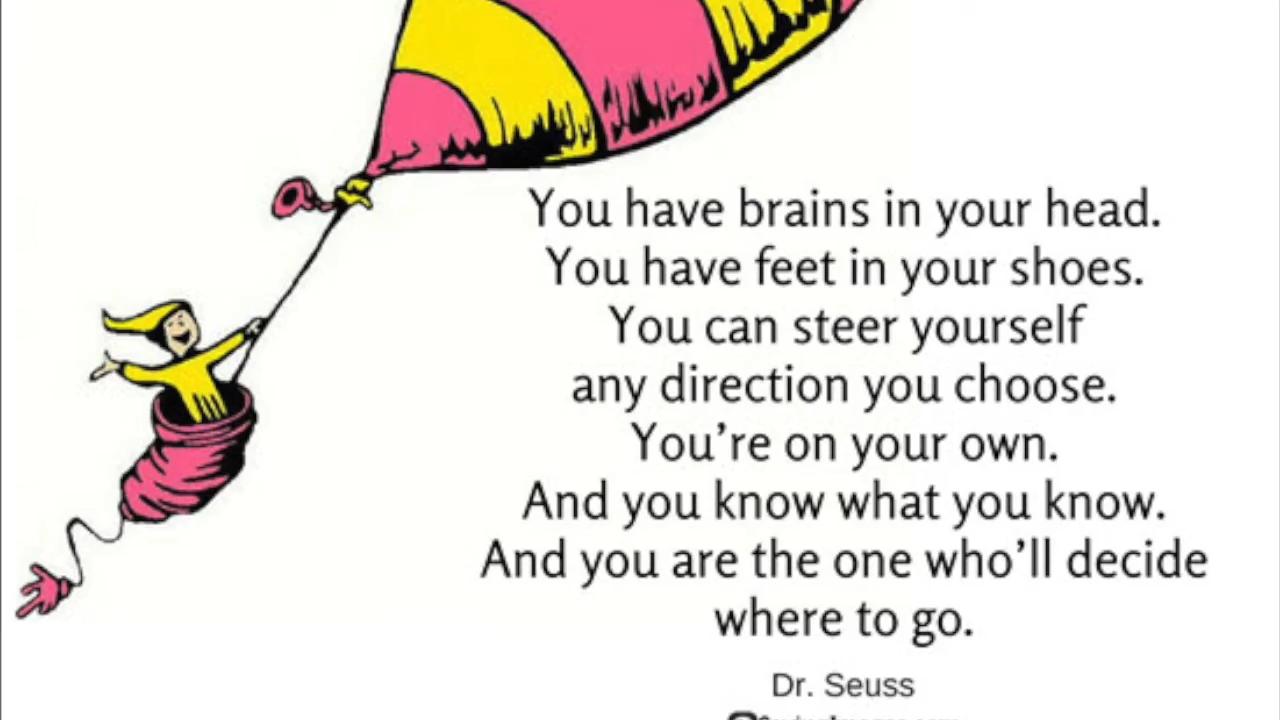 You have brains in your head.
You have feet in your shoes.
You can steer yourself
any direction you choose.
You’re on your own.
And you know what you know.
And you are the one who’ll decide
where to go.
Dr. Seuss